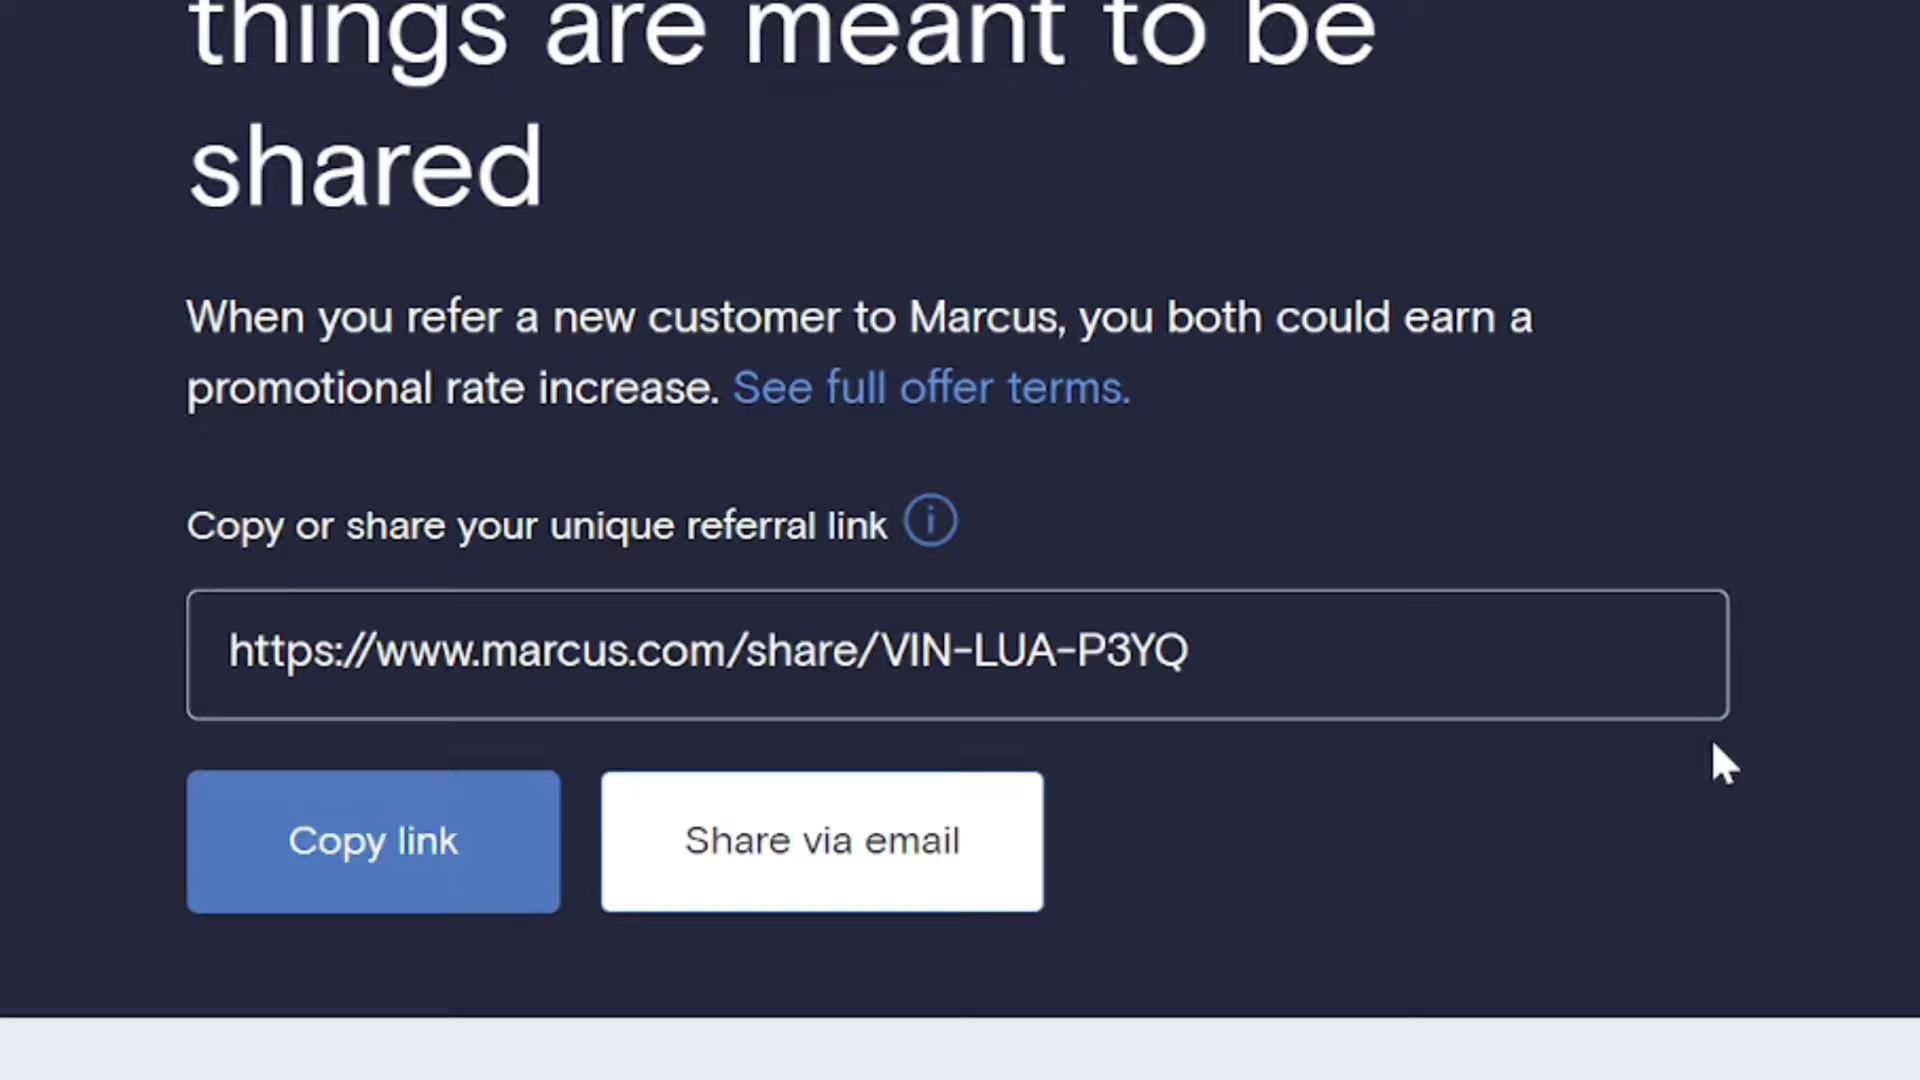 things are meant to be
shared
When you refer a new customer to Marcus, you both could earn a
promotional rate increase. See full offer terms.
Copy or share your unique referral link
https://www.marcus.com/share/VIN-LUA-P3YQ
Copy link
Share via email